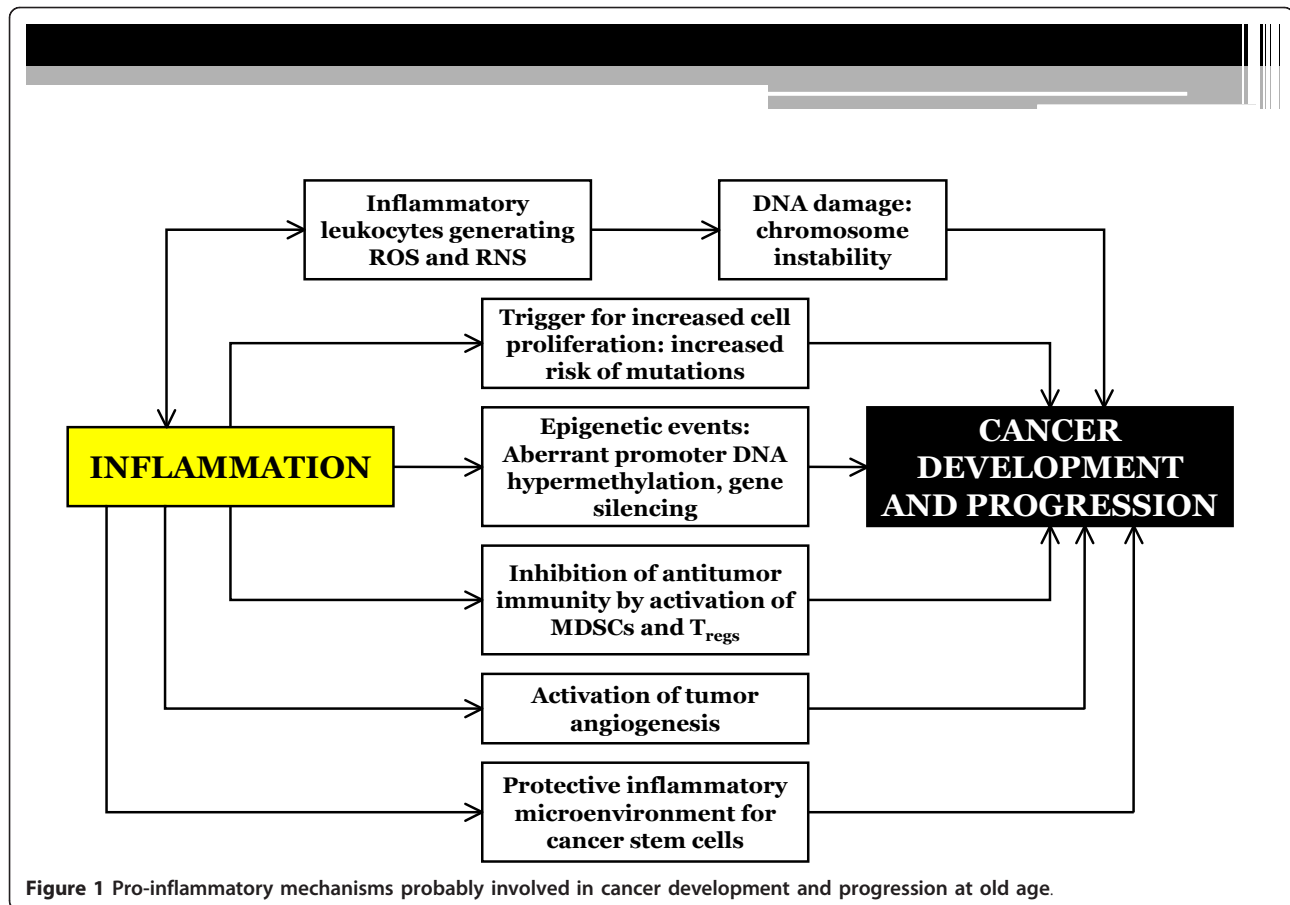 Inflammatory
leukocytes generating
ROS and RNS
DNA damage:
chromosome
instability
Trigger for increased cell
proliferation: increased
risk of mutations
INFLAMMATION
Epigenetic events:
Aberrant promoter DNA
hypermethylation, gene
silencing
CANCER
DEVELOPMENT
AND PROGRESSION
Inhibition of antitumor
immunity by activation of
MDSCs and Tregs
Activation of tumor
angiogenesis
Protective inflammatory
microenvironment for
cancer stem cells
Figure 1 Pro-inflammatory mechanisms probably involved in cancer development and progression at old age.